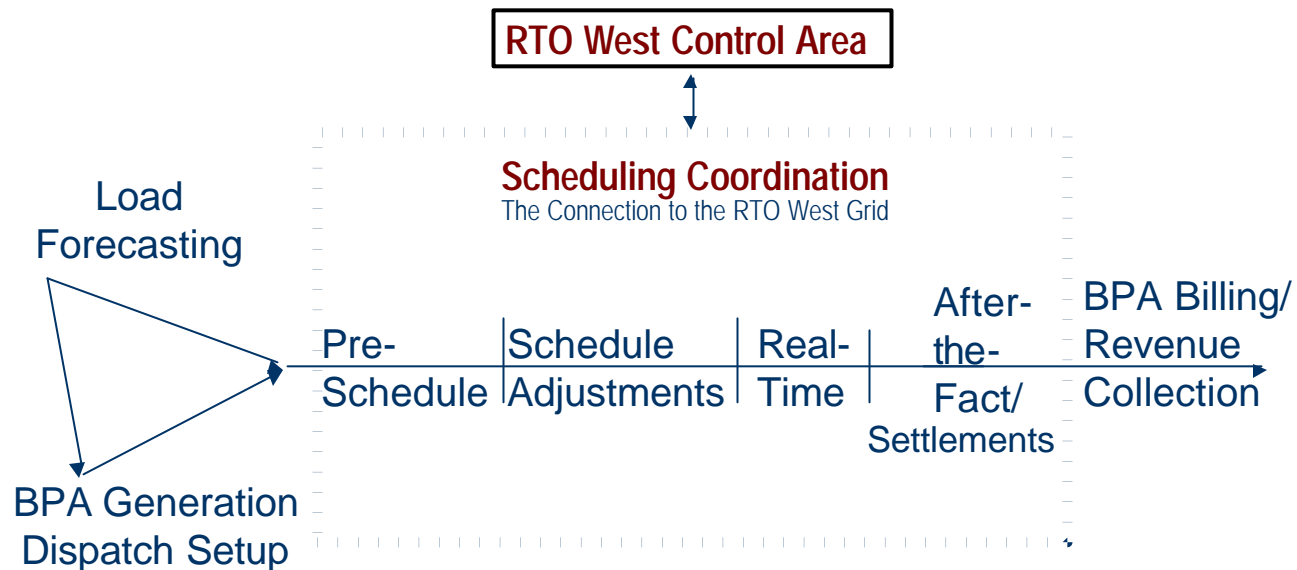 RTO West Control Area
Scheduling Coordination
The Connection to the RTO West Grid
Load
Forecasting
Pre-
Schedule
Schedule
Adjustments
Real-
Time
After-
the-
Fact/
Settlements
BPA Billing/
Revenue
Collection
BPA Generation
Dispatch Setup